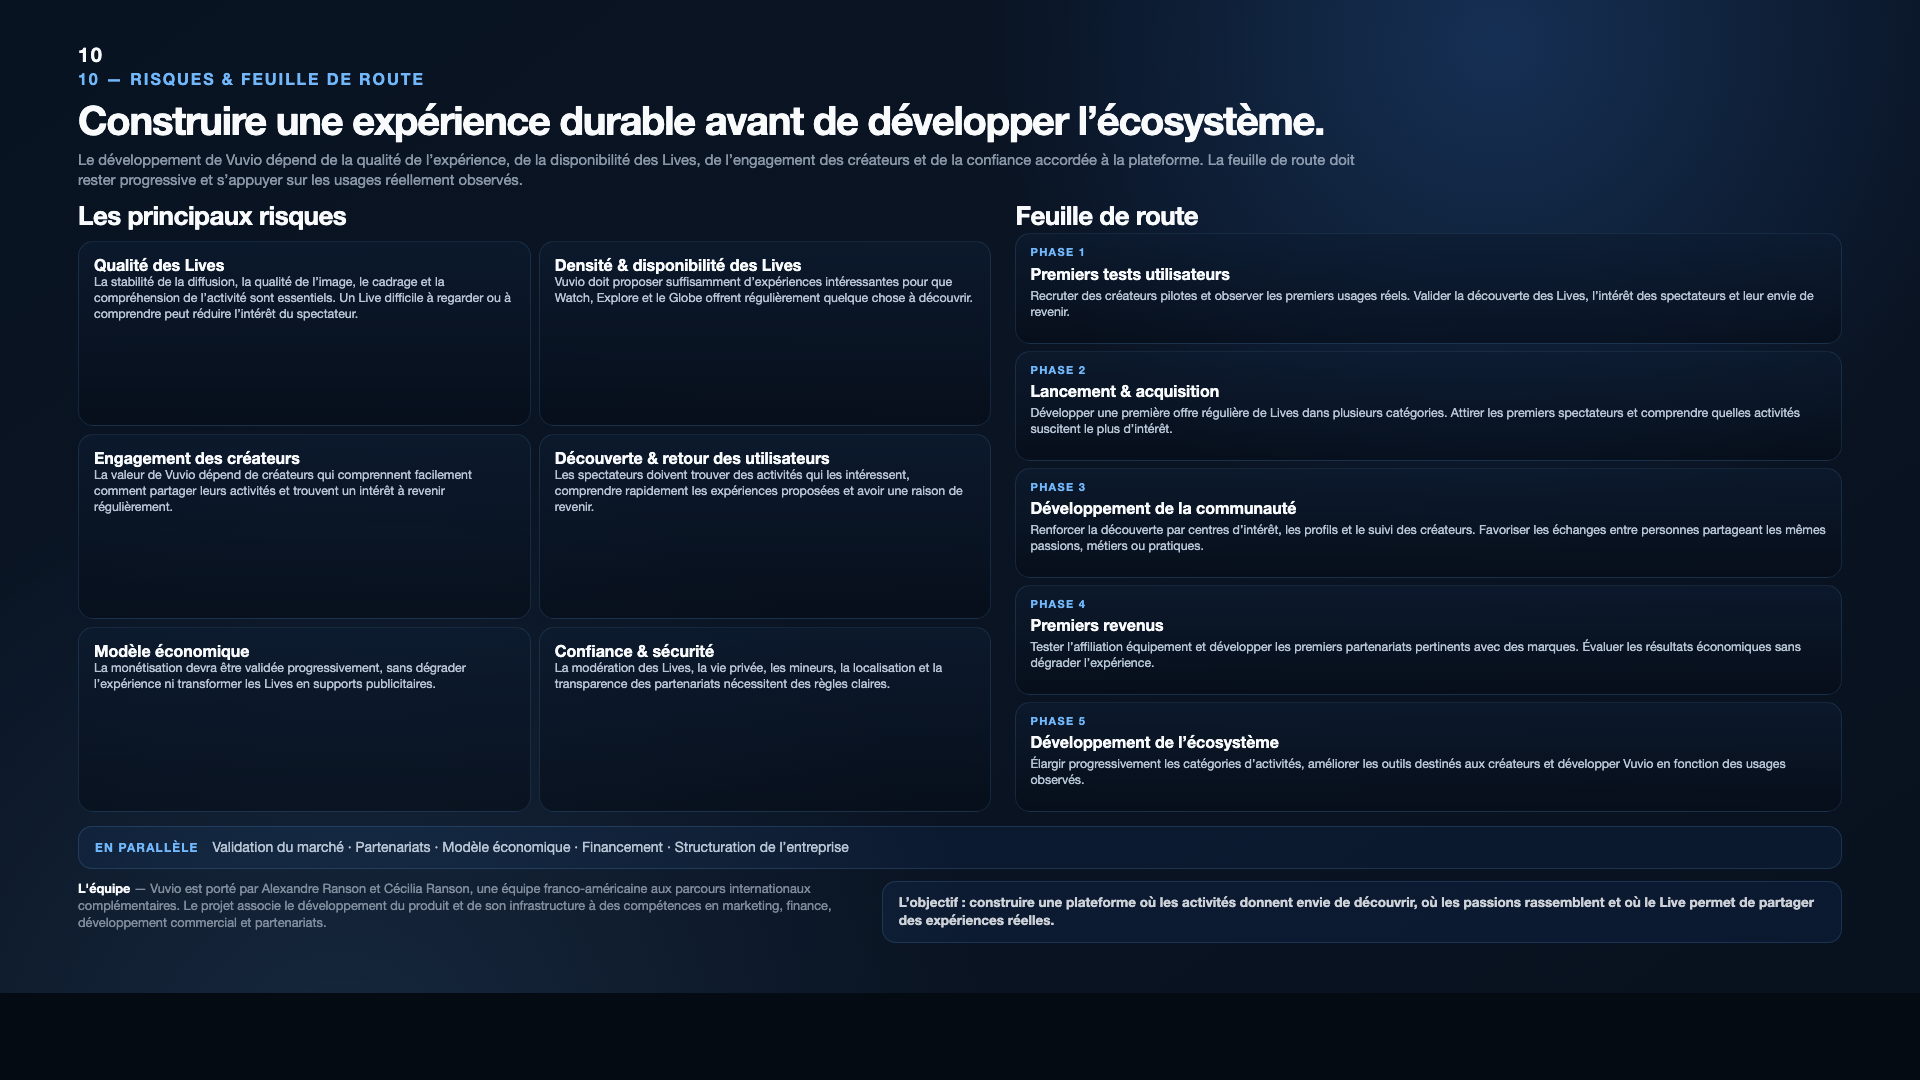 10
10 — RISQUES & FEUILLE DE ROUTE
Construire une expérience durable avant de développer l’écosystème.
Le développement de Vuvio dépend de la qualité de l’expérience, de la disponibilité des Lives, de l’engagement des créateurs et de la confiance accordée à la plateforme. La feuille de route doit
rester progressive et s’appuyer sur les usages réellement observés.
Les principaux risques
Qualité des Lives
La stabilité de la diffusion, la qualité de l’image, le cadrage et la
compréhension de l’activité sont essentiels. Un Live difficile à regarder ou à
comprendre peut réduire l’intérêt du spectateur.
Densité & disponibilité des Lives
Vuvio doit proposer suffisamment d’expériences intéressantes pour que
Watch, Explore et le Globe offrent régulièrement quelque chose à découvrir.
Engagement des créateurs
La valeur de Vuvio dépend de créateurs qui comprennent facilement
comment partager leurs activités et trouvent un intérêt à revenir
régulièrement.
Découverte & retour des utilisateurs
Les spectateurs doivent trouver des activités qui les intéressent,
comprendre rapidement les expériences proposées et avoir une raison de
revenir.
Modèle économique
La monétisation devra être validée progressivement, sans dégrader
l’expérience ni transformer les Lives en supports publicitaires.
Confiance & sécurité
La modération des Lives, la vie privée, les mineurs, la localisation et la
transparence des partenariats nécessitent des règles claires.
Feuille de route
PHASE 1
Premiers tests utilisateurs
Recruter des créateurs pilotes et observer les premiers usages réels. Valider la découverte des Lives, l’intérêt des spectateurs et leur envie de
revenir.
PHASE 2
Lancement & acquisition
Développer une première offre régulière de Lives dans plusieurs catégories. Attirer les premiers spectateurs et comprendre quelles activités
suscitent le plus d’intérêt.
PHASE 3
Développement de la communauté
Renforcer la découverte par centres d’intérêt, les profils et le suivi des créateurs. Favoriser les échanges entre personnes partageant les mêmes
passions, métiers ou pratiques.
PHASE 4
Premiers revenus
Tester l’affiliation équipement et développer les premiers partenariats pertinents avec des marques. Évaluer les résultats économiques sans
dégrader l’expérience.
PHASE 5
Développement de l’écosystème
Élargir progressivement les catégories d’activités, améliorer les outils destinés aux créateurs et développer Vuvio en fonction des usages
observés.
EN PARALLÈLE Validation du marché · Partenariats · Modèle économique · Financement · Structuration de l’entreprise
L'équipe — Vuvio est porté par Alexandre Ranson et Cécilia Ranson, une équipe franco-américaine aux parcours internationaux
complémentaires. Le projet associe le développement du produit et de son infrastructure à des compétences en marketing, finance,
développement commercial et partenariats.
L’objectif : construire une plateforme où les activités donnent envie de découvrir, où les passions rassemblent et où le Live permet de partager
des expériences réelles.